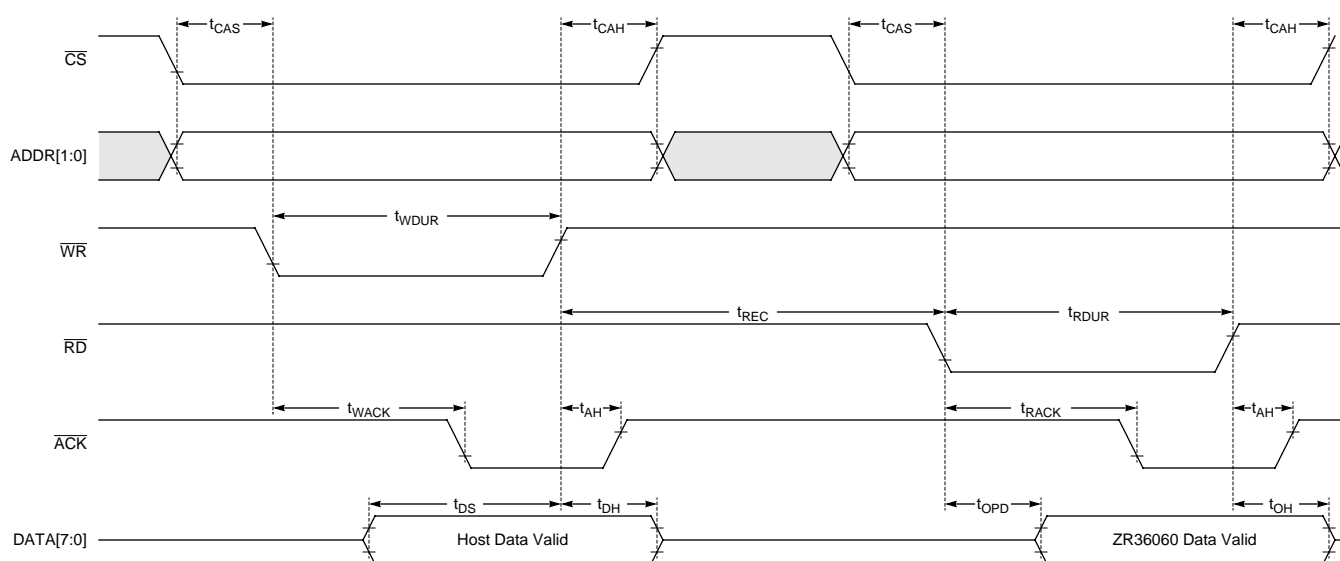 tCAS tCAH tCAS tCAH
CS
ADDR[1:0]
tWDUR
WR
tREC tRDUR
RD
tWACK tAH tRACK tAH
ACK
tDS tDH tOPD tOH
DATA[7:0] Host Data Valid ZR36060 Data Valid